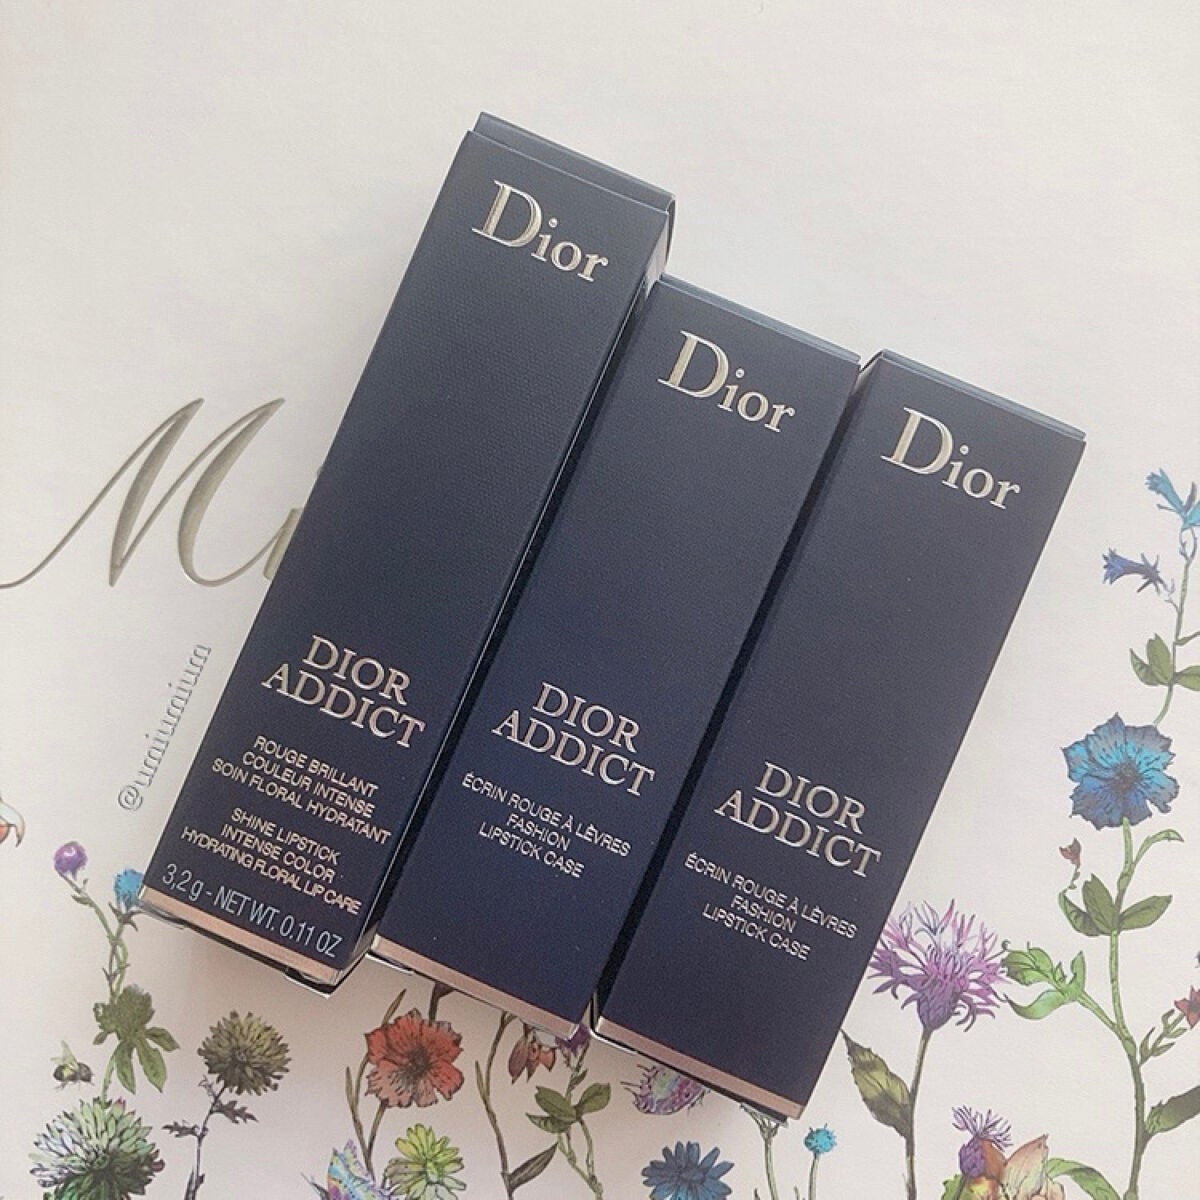 Dior
DIOR
ADDICT
ROUGE BRILLANT
COULEUR INTENSE
SOIN FLORAL HYDRATANT
SHINE LIPSTICK
INTENSE COLOR
HYDRATING FLORAL LIP CARE
3,2 g - NET WT. 0.11 OZ
Dior
DIOR
ADDICT
ÉCRIN ROUGE À LÈVRES
FASHION
LIPSTICK CASE
Dior
DIOR
ADDICT
ÉCRIN ROUGE À LÈVRES
FASHION
LIPSTICK CASE
@umiumium